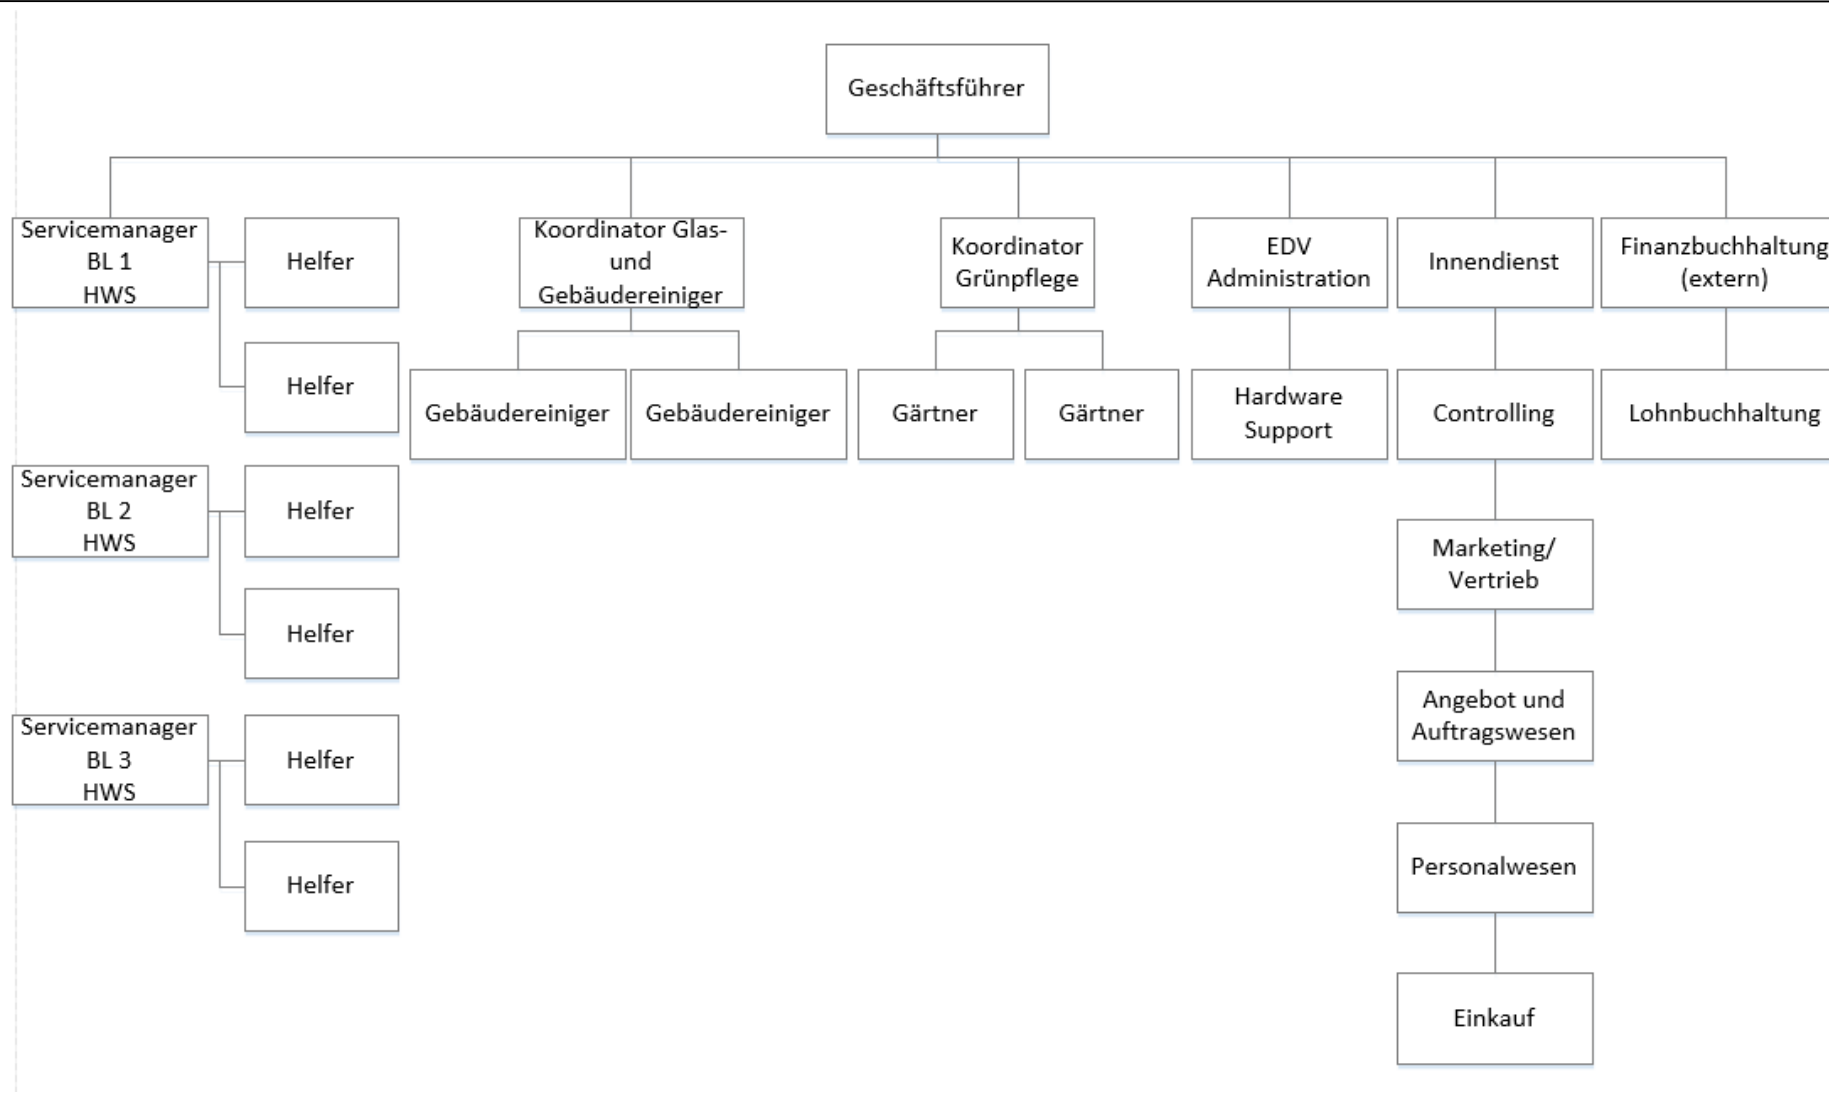 Geschäftsführer
Servicemanager
BL 1
HWS
Helfer
Helfer
Servicemanager
BL 2
HWS
Helfer
Helfer
Servicemanager
BL 3
HWS
Helfer
Helfer
Koordinator Glas-
und
Gebäudereiniger
Gebäudereiniger
Gebäudereiniger
Koordinator
Grünpflege
Gärtner
Gärtner
EDV
Administration
Hardware
Support
Innendienst
Controlling
Marketing/
Vertrieb
Angebot und
Auftragswesen
Personalwesen
Einkauf
Finanzbuchhaltung
(extern)
Lohnbuchhaltung